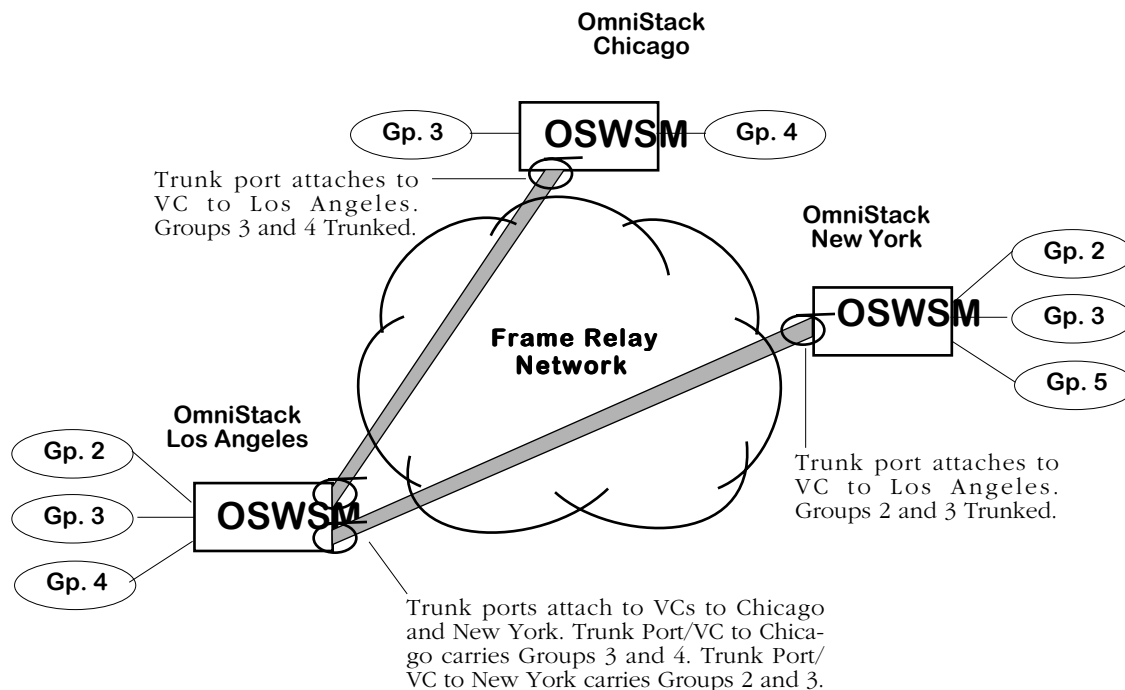 OmniStack
Chicago
Gp. 3
OSWSM
Gp. 4
Trunk port attaches to
VC to Los Angeles.
Groups 3 and 4 Trunked.
OmniStack
New York
Gp. 2
OSWSM
Gp. 3
Gp. 5
Frame Relay
Network
OmniStack
Los Angeles
Gp. 2
Gp. 3
OSWSM
Gp. 4
Trunk port attaches to
VC to Los Angeles.
Groups 2 and 3 Trunked.
Trunk ports attach to VCs to Chicago
and New York. Trunk Port/VC to Chica-
go carries Groups 3 and 4. Trunk Port/
VC to New York carries Groups 2 and 3.